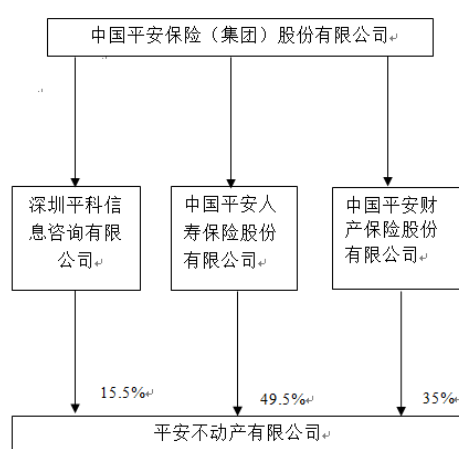 中国平安保险（集团）股份有限公司
深圳平科信
息咨询有限
公司
中国平安人
寿保险股份
有限公司
中国平安财
产保险股份
有限公司
15.5%
49.5%
35%
平安不动产有限公司